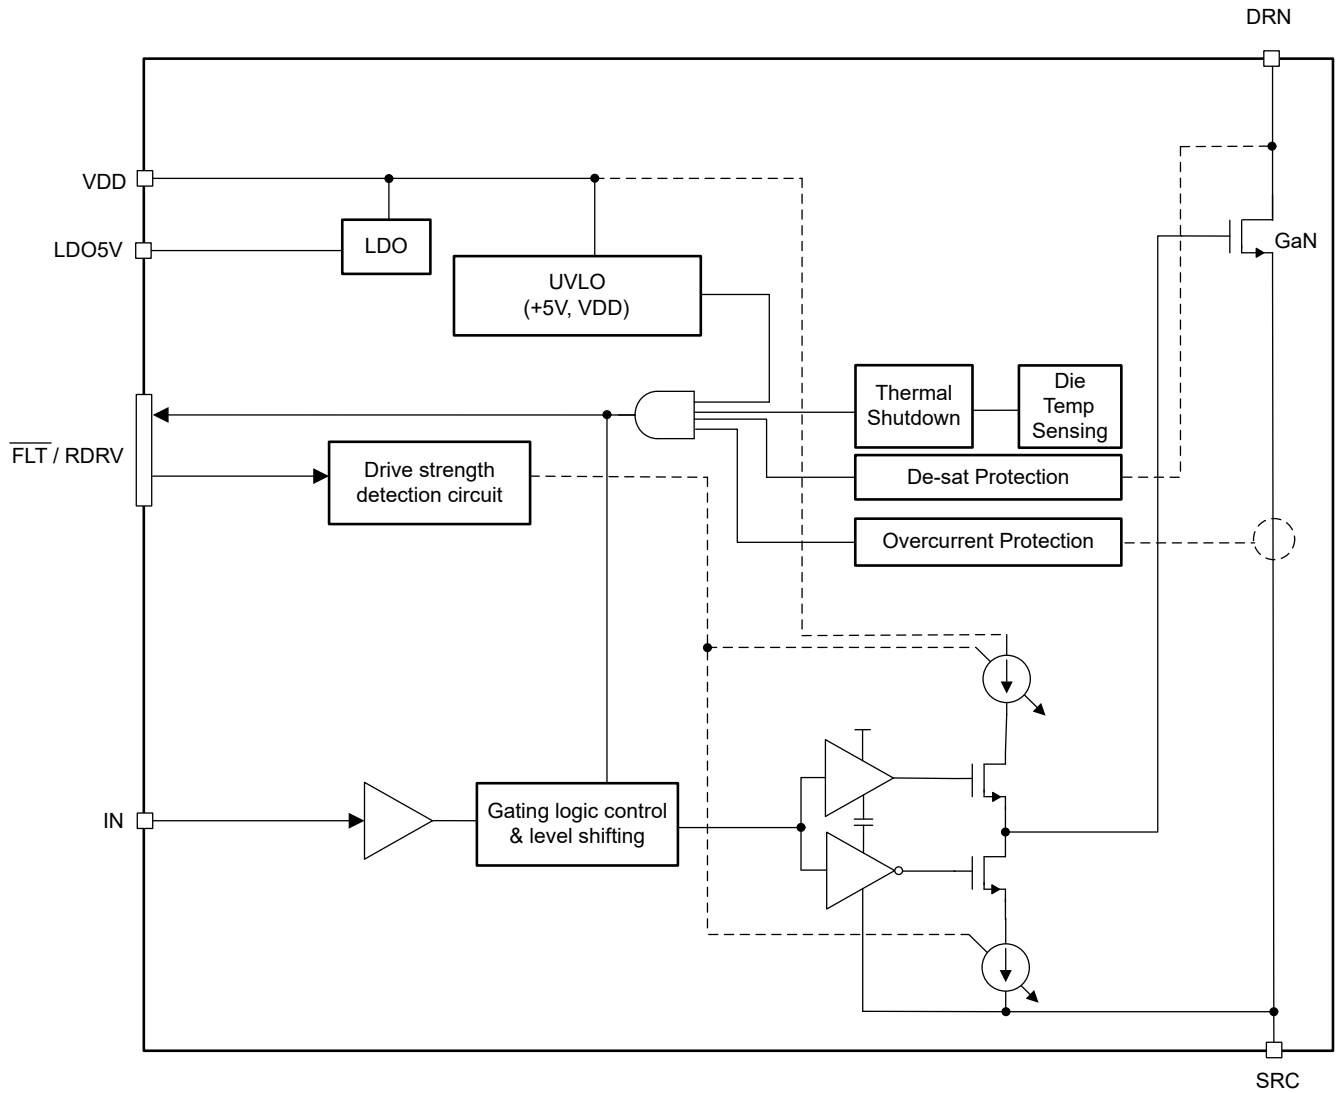 DRN
VDD
LDO5V
LDO
GaN
UVLO
(+5V, VDD)
Thermal
Shutdown
Die
Temp
Sensing
FLT / RDRV
Drive strength
detection circuit
De-sat Protection
Overcurrent Protection
IN
Gating logic control
& level shifting
SRC